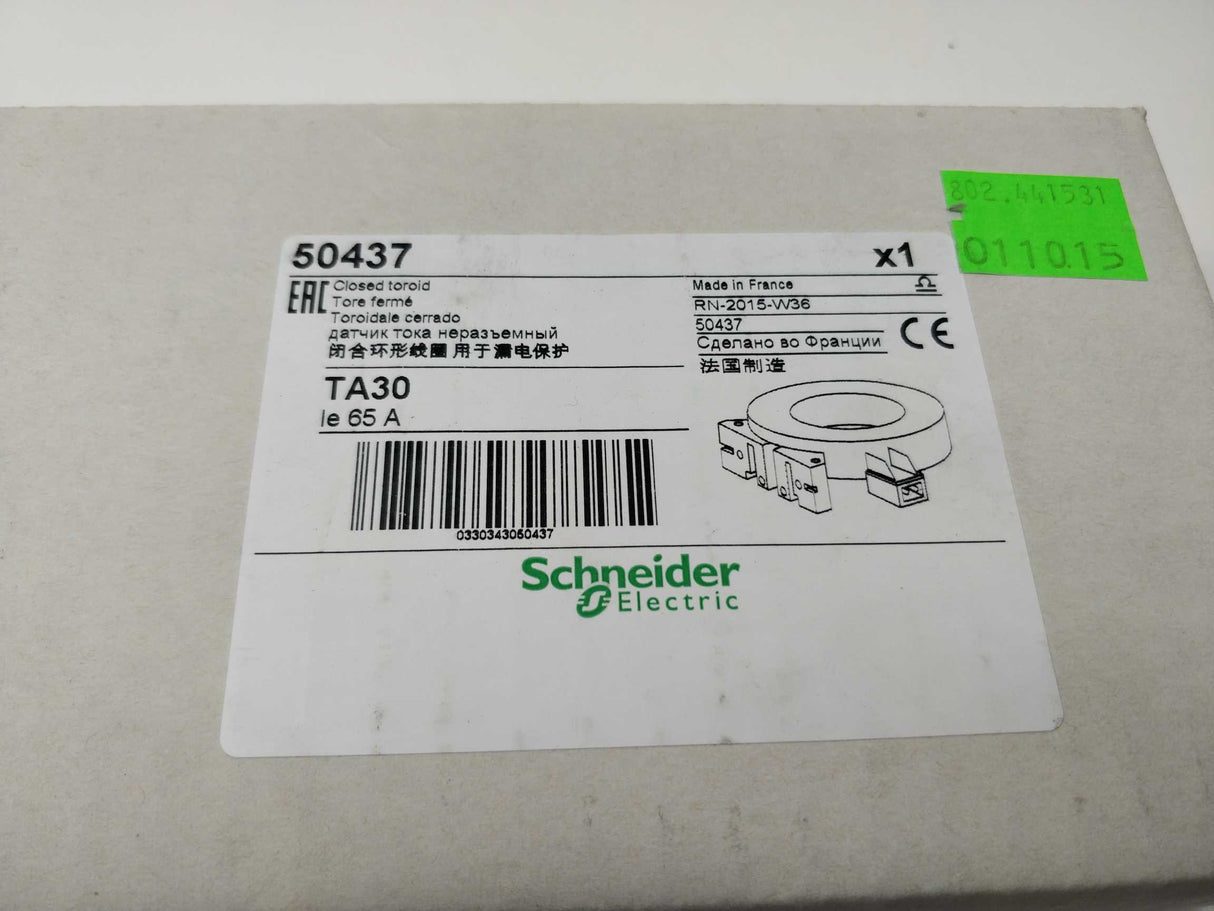 802.441531
011015
50437 x1
EAC
Closed toroid
Tore fermé
Toroidale cerrado
датчик тока неразъемный
闭合环形线圈 用于漏电保护
TA30
Ie 65 A
0330343050437
Made in France
RN-2015-W36
50437
Сделано во Франции
CE
法国制造
Schneider
Electric